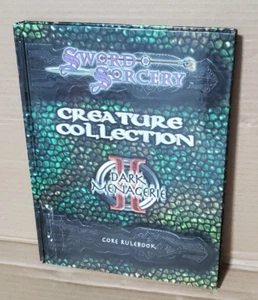 SWORD & SORCERY
CREATURE
COLLECTION
II
DARK
MENAGERIE
CORE RULEBOOK